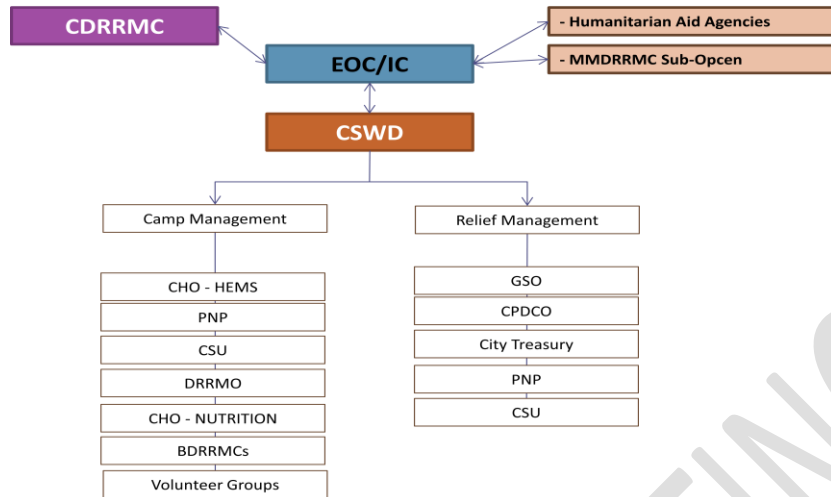 CDRRMC
- Humanitarian Aid Agencies
EOC/IC
- MMDRRMC Sub-Opcen
CSWD
Camp Management
Relief Management
CHO - HEMS
PNP
CSU
DRRMO
CHO - NUTRITION
BDRRMCs
Volunteer Groups
GSO
CPDCO
City Treasury
PNP
CSU
TING